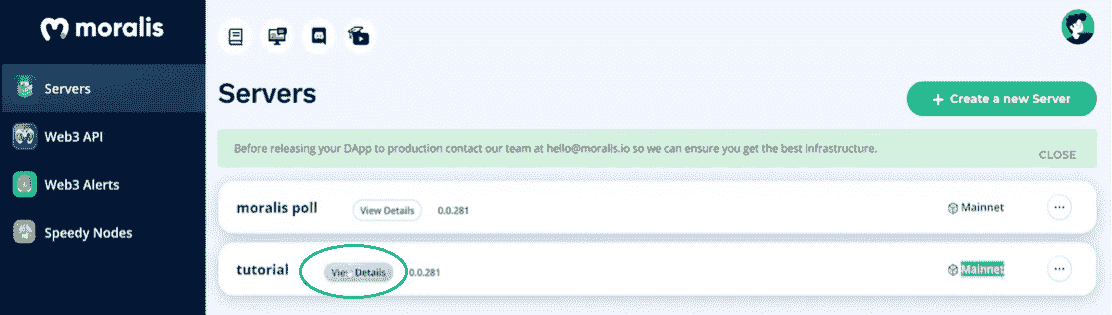 moralis
Servers
Web3 API
Web3 Alerts
Speedy Nodes
Servers
+ Create a new Server
Before releasing your DApp to production contact our team at hello@moralis.io so we can ensure you get the best infrastructure.
CLOSE
moralis poll View Details 0.0.281 Mainnet ...
tutorial View Details 0.0.281 Mainnet ...